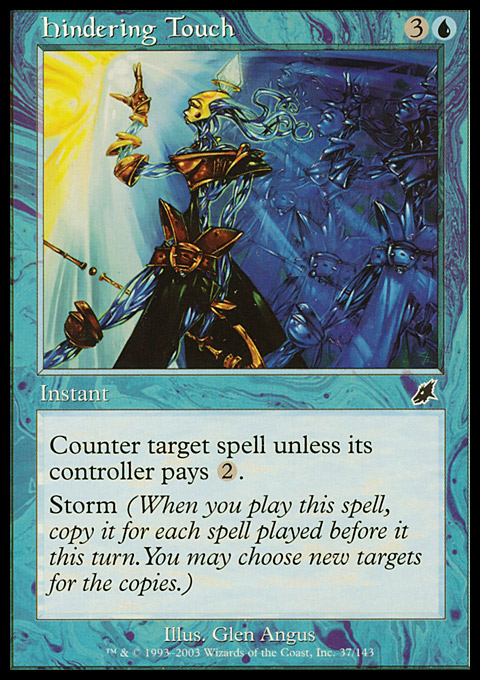 Hindering Touch 3
Instant
Counter target spell unless its
controller pays 2.
Storm (When you play this spell,
copy it for each spell played before it
this turn. You may choose new targets
for the copies.)
Illus. Glen Angus
™ & © 1993-2003 Wizards of the Coast, Inc. 37/143